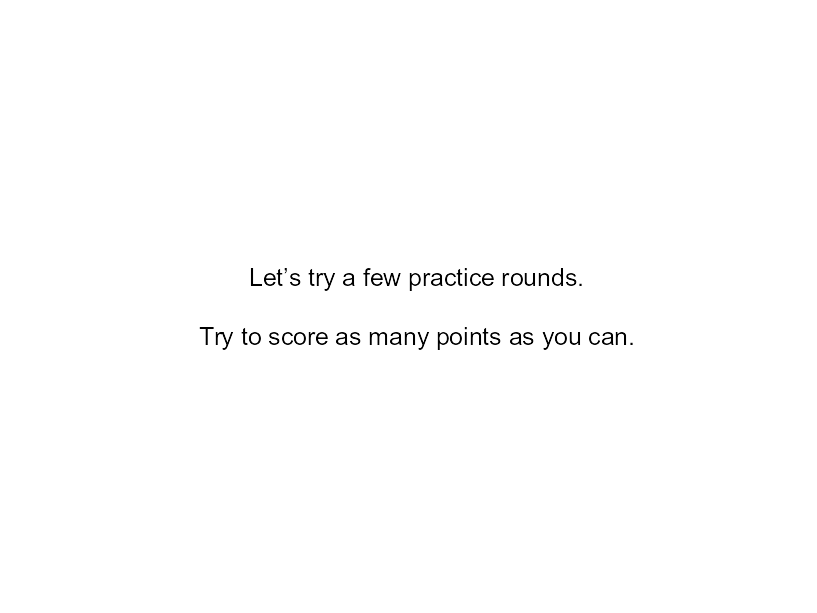 Let’s try a few practice rounds.
Try to score as many points as you can.